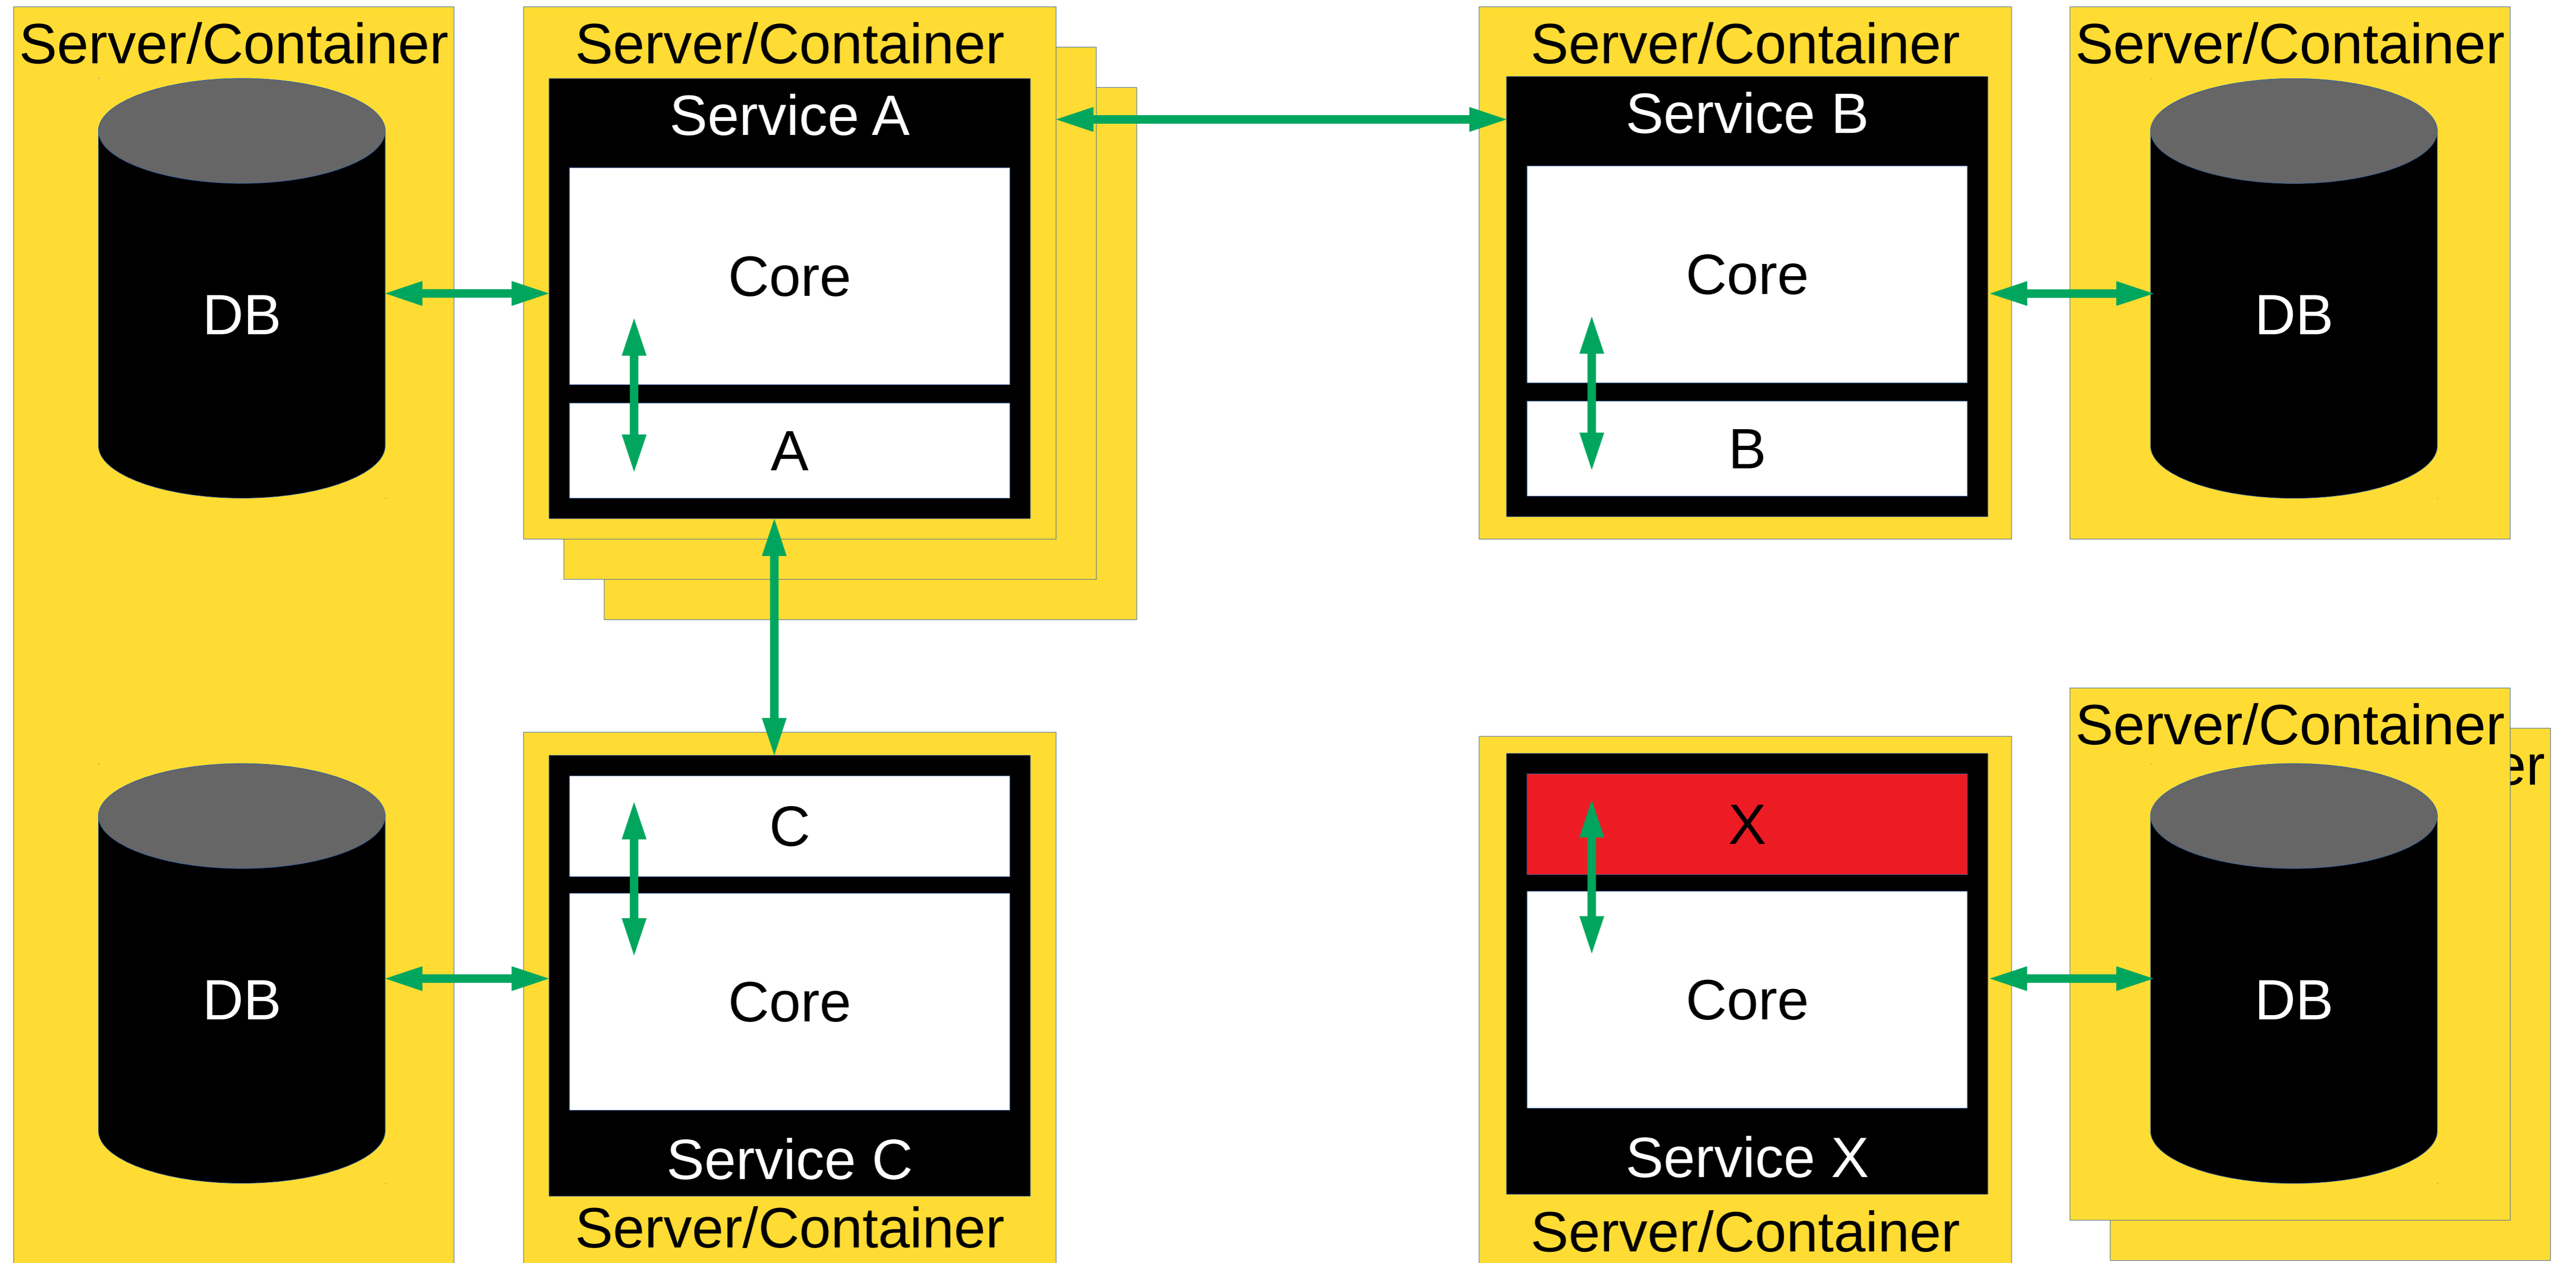 Server/Container
DB
DB
Server/Container
Service A
Core
A
C
Core
Service C
Server/Container
Server/Container
Service B
Core
B
X
Core
Service X
Server/Container
Server/Container
DB
Server/Container
er
DB